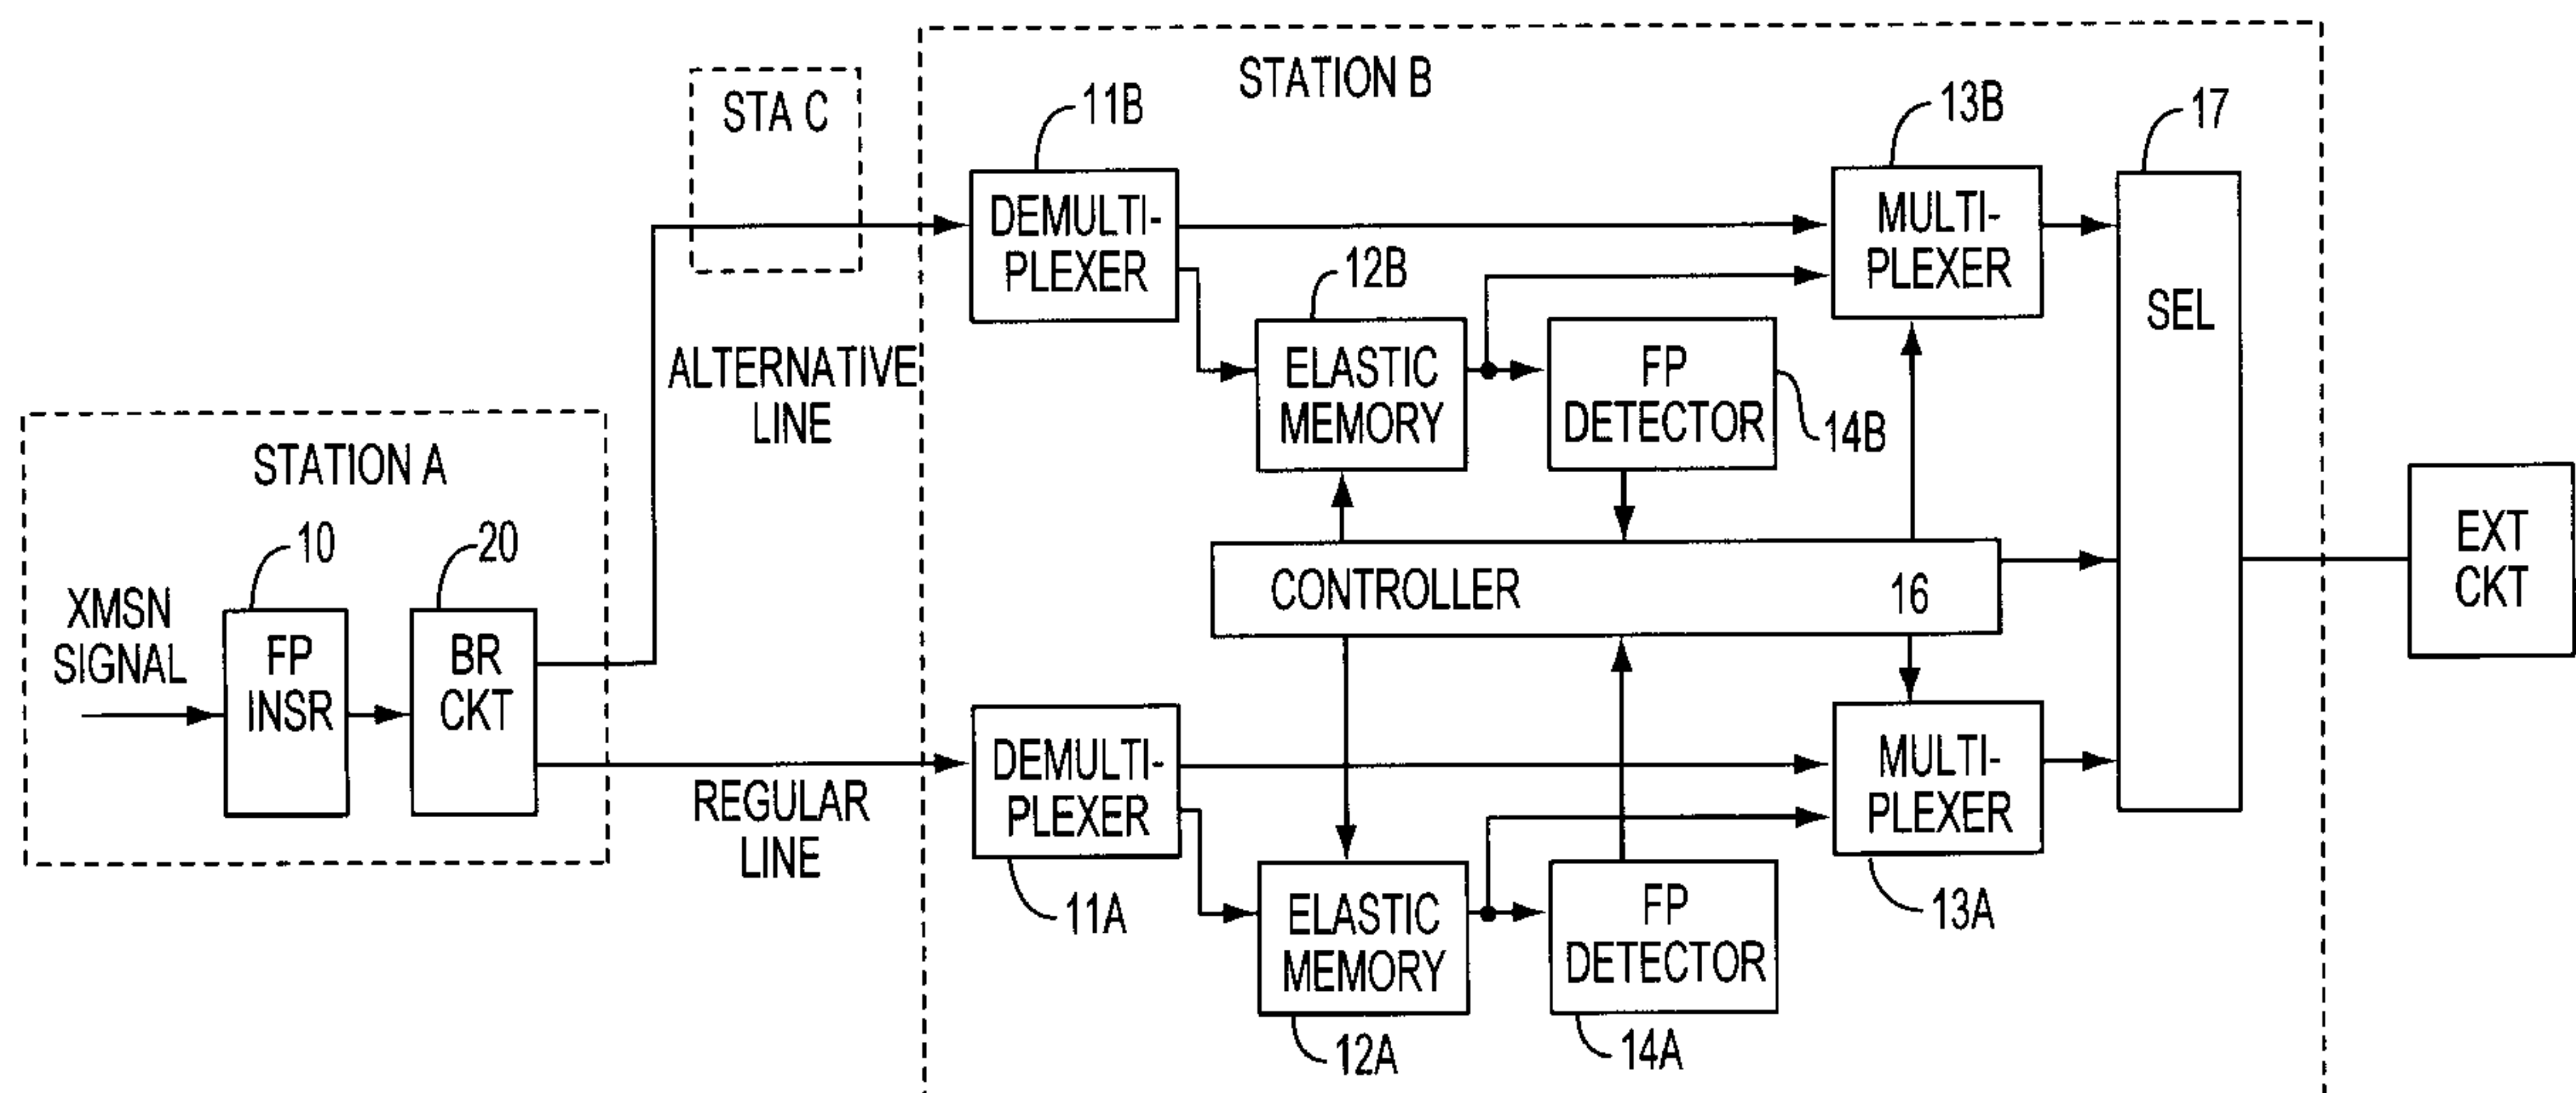 STATION B
STA C
11B
13B
17
DEMULTI-
PLEXER
MULTI-
PLEXER
SEL
12B
ELASTIC
MEMORY
FP
DETECTOR
14B
ALTERNATIVE
LINE
STATION A
10
20
XMSN
SIGNAL
FP
INSR
BR
CKT
CONTROLLER
16
EXT
CKT
REGULAR
LINE
DEMULTI-
PLEXER
MULTI-
PLEXER
11A
13A
ELASTIC
MEMORY
FP
DETECTOR
12A
14A